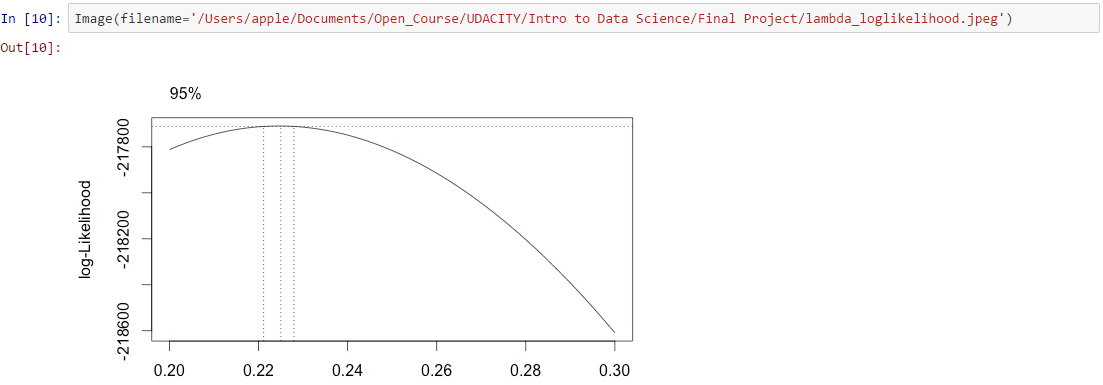 In [10]: Image(filename='/Users/apple/Documents/Open_Course/UDACITY/Intro to Data Science/Final Project/lambda_loglikelihood.jpeg')
Out[10]:
95%
-217800
-218200
-218600
log-Likelihood
0.20 0.22 0.24 0.26 0.28 0.30